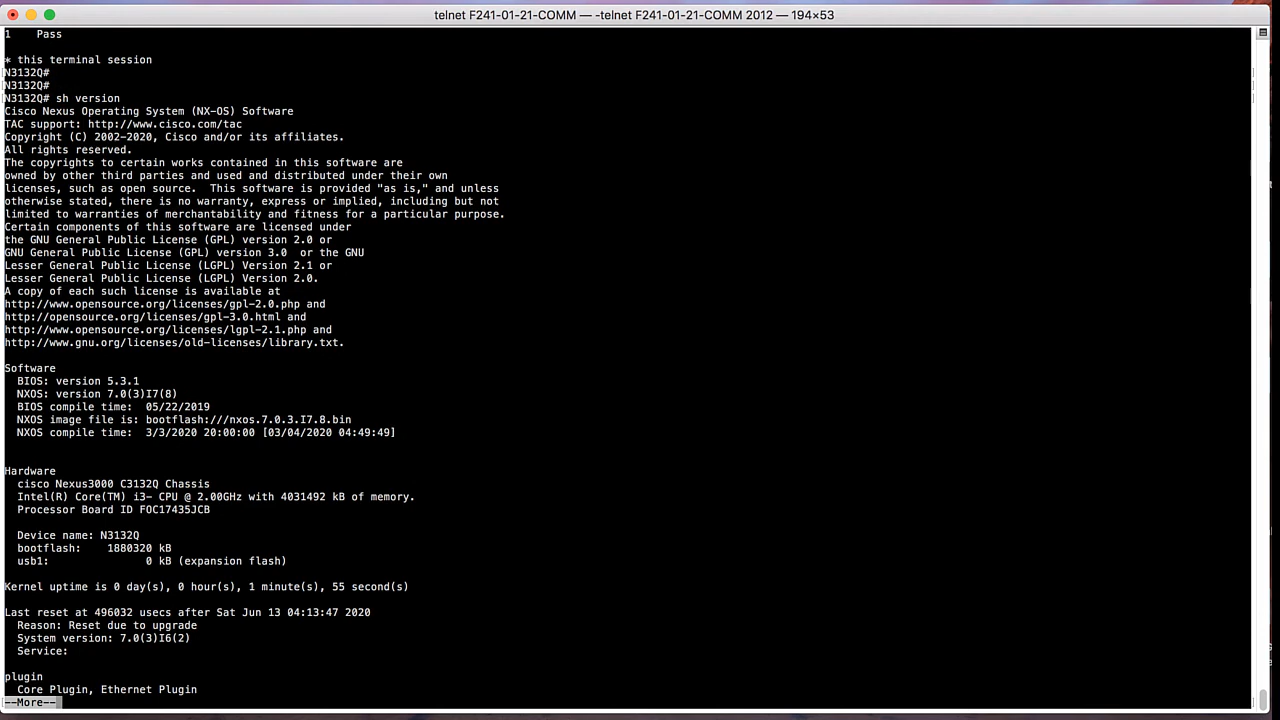 telnet F241-01-21-COMM — -telnet F241-01-21-COMM 2012 — 194×53
1    Pass
* this terminal session
N3132Q#
N3132Q#
N3132Q# sh version
Cisco Nexus Operating System (NX-OS) Software
TAC support: http://www.cisco.com/tac
Copyright (C) 2002-2020, Cisco and/or its affiliates.
All rights reserved.
The copyrights to certain works contained in this software are
owned by other third parties and used and distributed under their own
licenses, such as open source.  This software is provided "as is," and unless
otherwise stated, there is no warranty, express or implied, including but not
limited to warranties of merchantability and fitness for a particular purpose.
Certain components of this software are licensed under
the GNU General Public License (GPL) version 2.0 or
GNU General Public License (GPL) version 3.0  or the GNU
Lesser General Public License (LGPL) Version 2.1 or
Lesser General Public License (LGPL) Version 2.0.
A copy of each such license is available at
http://www.opensource.org/licenses/gpl-2.0.php and
http://opensource.org/licenses/gpl-3.0.html and
http://www.opensource.org/licenses/lgpl-2.1.php and
http://www.gnu.org/licenses/old-licenses/library.txt.
Software
  BIOS: version 5.3.1
  NXOS: version 7.0(3)I7(8)
  BIOS compile time:  05/22/2019
  NXOS image file is: bootflash:///nxos.7.0.3.I7.8.bin
  NXOS compile time:  3/3/2020 20:00:00 [03/04/2020 04:49:49]
Hardware
  cisco Nexus3000 C3132Q Chassis
  Intel(R) Core(TM) i3- CPU @ 2.00GHz with 4031492 kB of memory.
  Processor Board ID FOC17435JCB
  Device name: N3132Q
  bootflash:    1880320 kB
  usb1:               0 kB (expansion flash)
Kernel uptime is 0 day(s), 0 hour(s), 1 minute(s), 55 second(s)
Last reset at 496032 usecs after Sat Jun 13 04:13:47 2020
  Reason: Reset due to upgrade
  System version: 7.0(3)I6(2)
  Service:
plugin
  Core Plugin, Ethernet Plugin
--More--